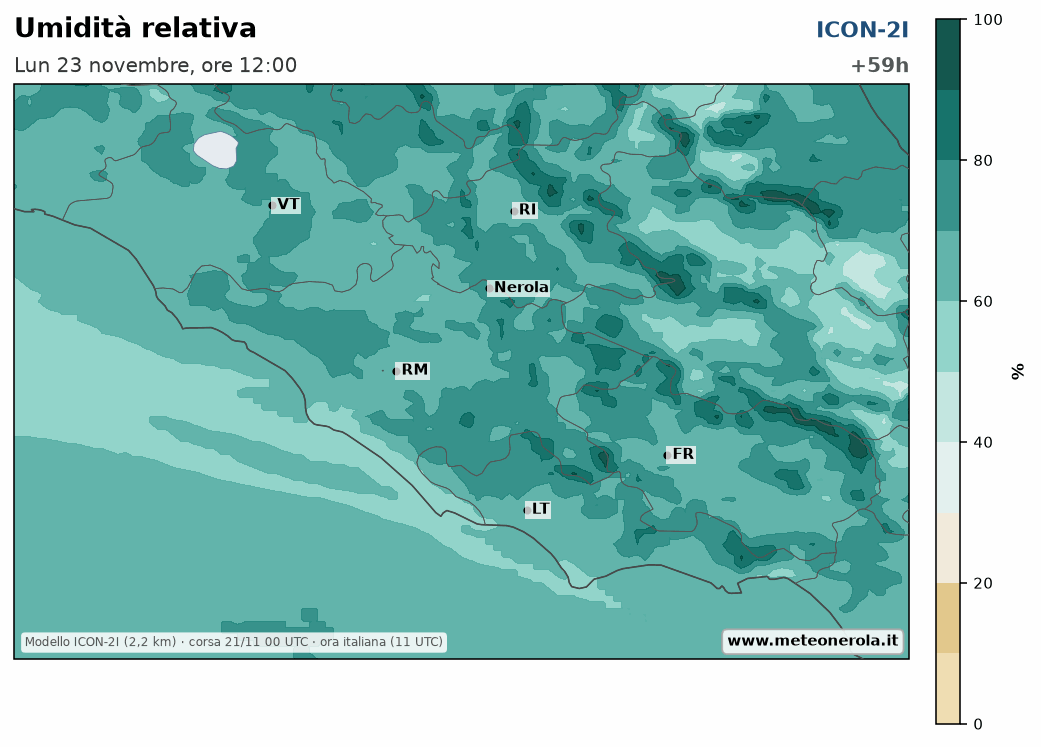 Umidità relativa
ICON-2I
Lun 23 novembre, ore 12:00
+59h
100
80
60
40
20
0
%
VT
RI
Nerola
RM
FR
LT
Modello ICON-2I (2,2 km) · corsa 21/11 00 UTC · ora italiana (11 UTC)
www.meteonerola.it